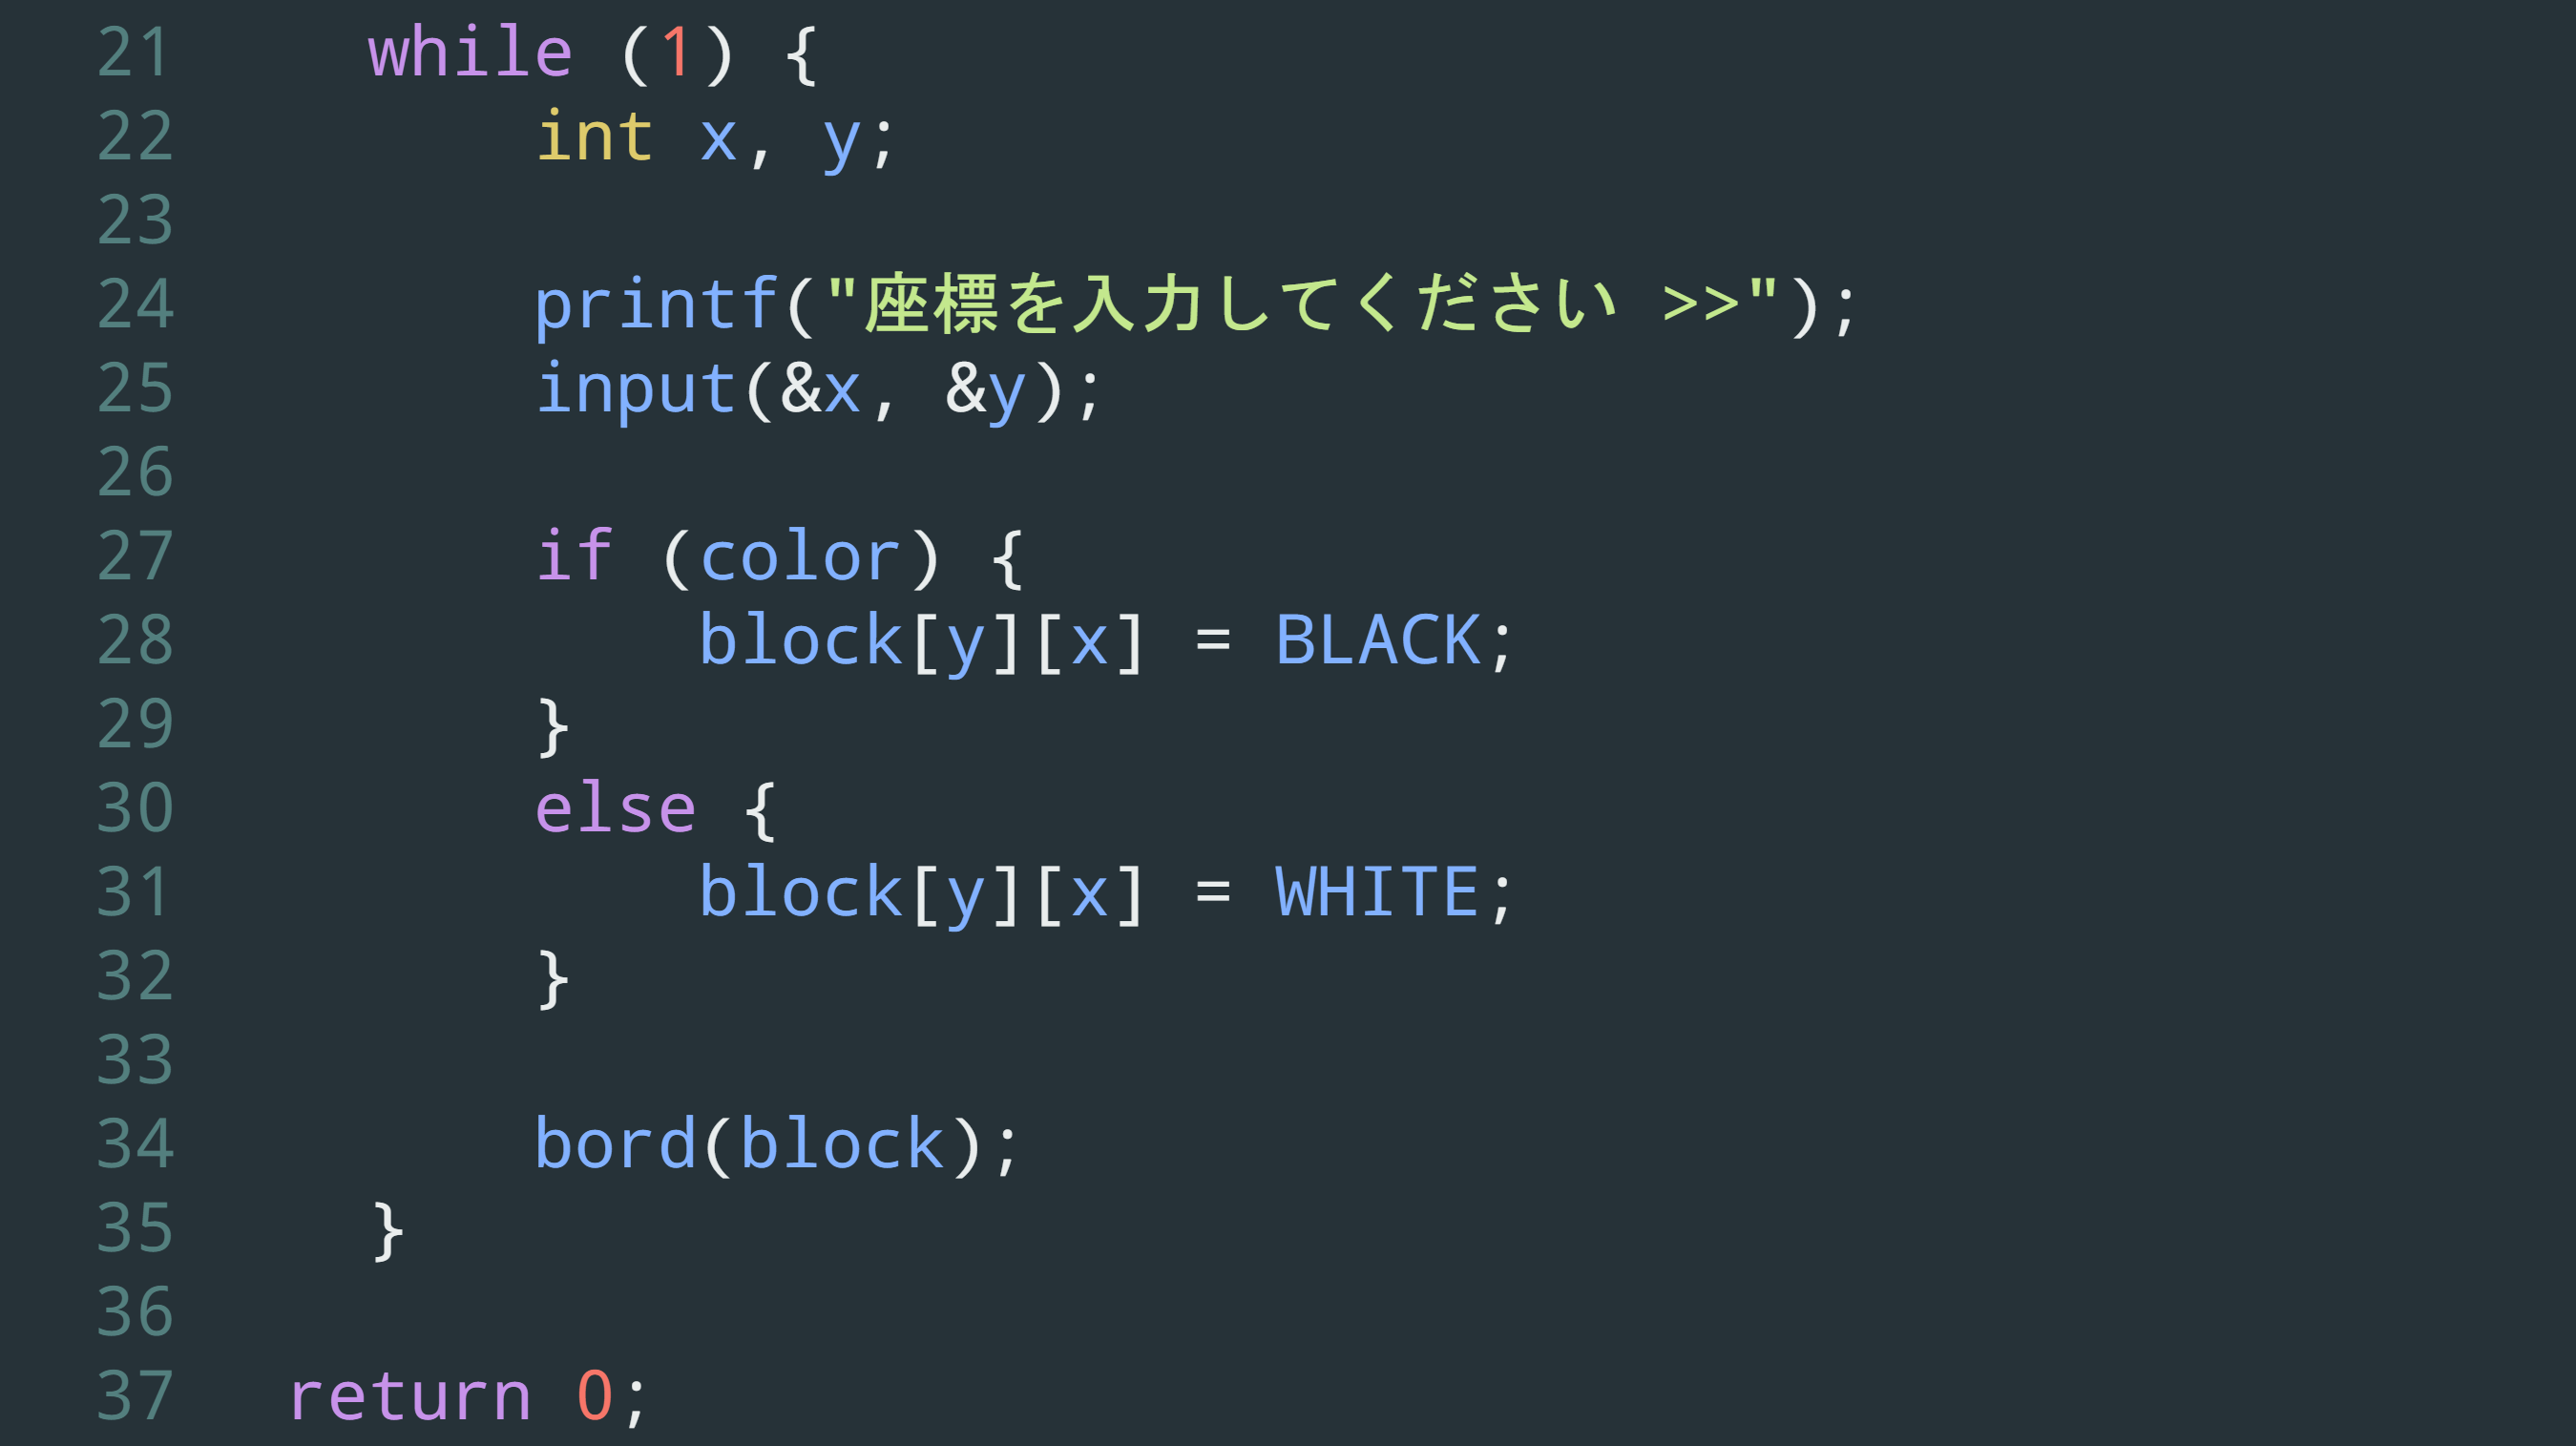 21 while (1) {
22 int x, y;
23
24 printf("座標を入力してください >>");
25 input(&x, &y);
26
27 if (color) {
28 block[y][x] = BLACK;
29 }
30 else {
31 block[y][x] = WHITE;
32 }
33
34 bord(block);
35 }
36
37 return 0;